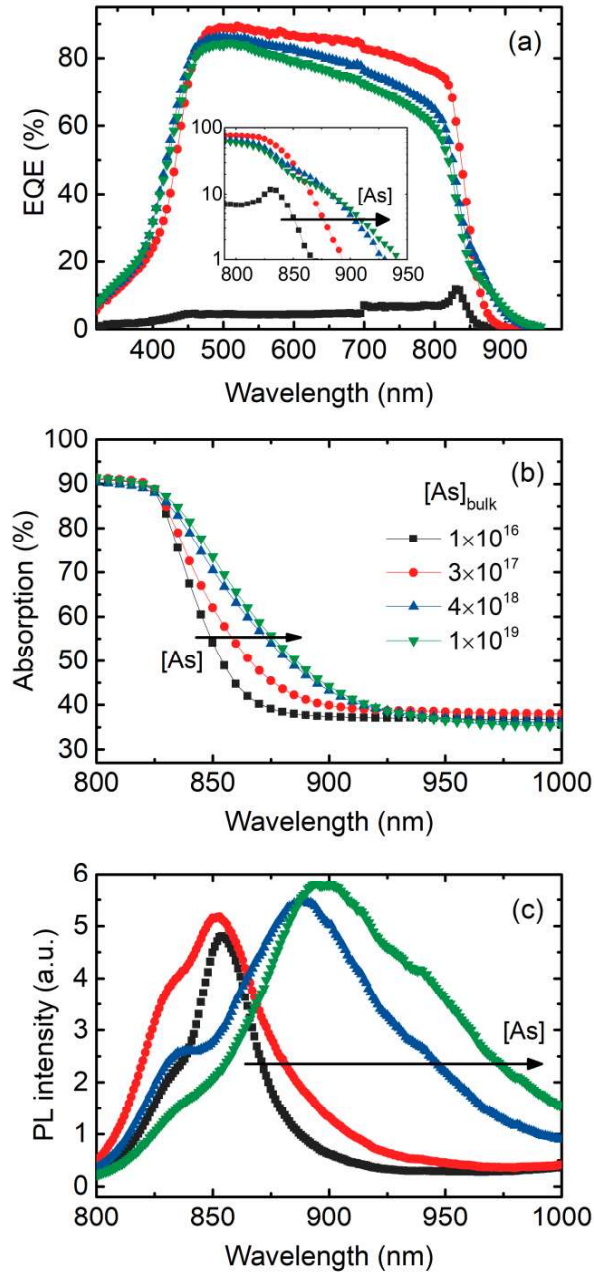 (a)
EQE (%)
80
60
40
20
0
100
10
1
[As]
800 850 900 950
400 500 600 700 800 900
Wavelength (nm)
(b)
Absorption (%)
100
90
80
70
60
50
40
30
[As]bulk
1×10¹⁶
3×10¹⁷
4×10¹⁸
1×10¹⁹
[As]
800 850 900 950 1000
Wavelength (nm)
(c)
PL intensity (a.u.)
6
5
4
3
2
1
0
[As]
800 850 900 950 1000
Wavelength (nm)